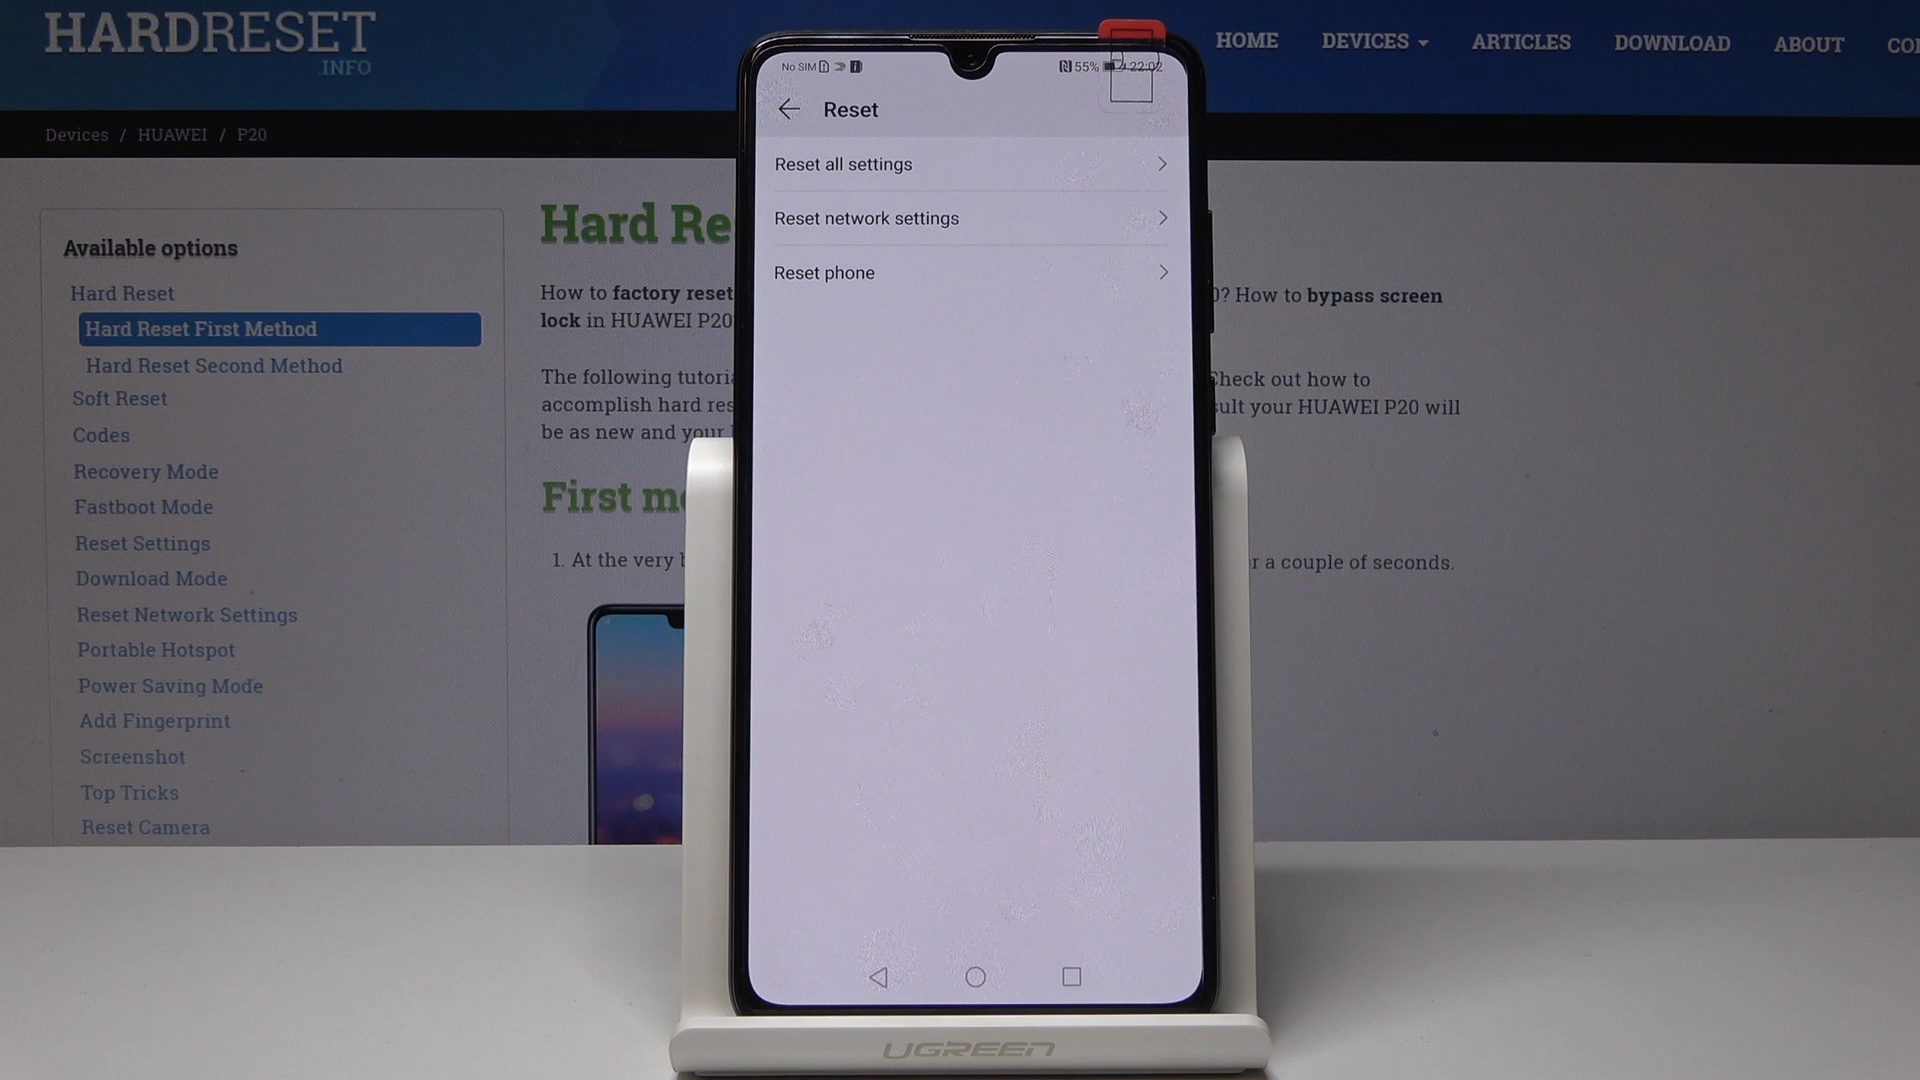 HARDRESET
.INFO
HOME DEVICES ARTICLES DOWNLOAD ABOUT
Devices / HUAWEI / P20
Available options
Hard Reset
Hard Reset First Method
Hard Reset Second Method
Soft Reset
Codes
Recovery Mode
Fastboot Mode
Reset Settings
Download Mode
Reset Network Settings
Portable Hotspot
Power Saving Mode
Add Fingerprint
Screenshot
Top Tricks
Reset Camera
Hard Re
How to factory reset
? How to bypass screen
lock in HUAWEI P20
The following
Check out how to
accomplish hard
your HUAWEI P20 will
be as new and your
First
1. At the very
a couple of seconds.
No SIM 55% 22:02
Reset
Reset all settings
Reset network settings
Reset phone
UGREEN